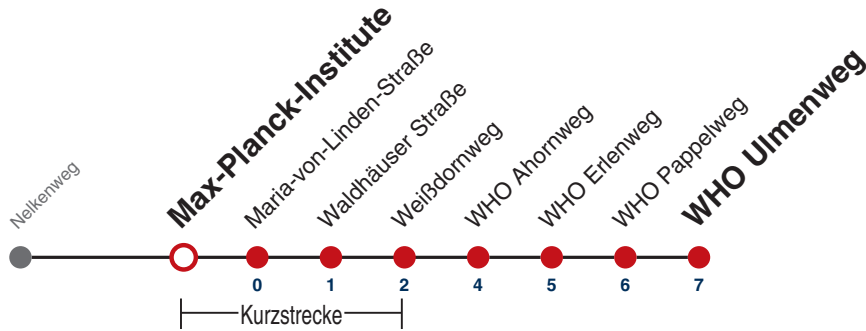 Nelkenweg
Max-Planck-Institute
Maria-von-Linden-Straße
Waldhäuser Straße
Weißdornweg
WHO Ahornweg
WHO Erlenweg
WHO Pappelweg
WHO Ulmenweg
0 1 2 4 5 6 7
Kurzstrecke